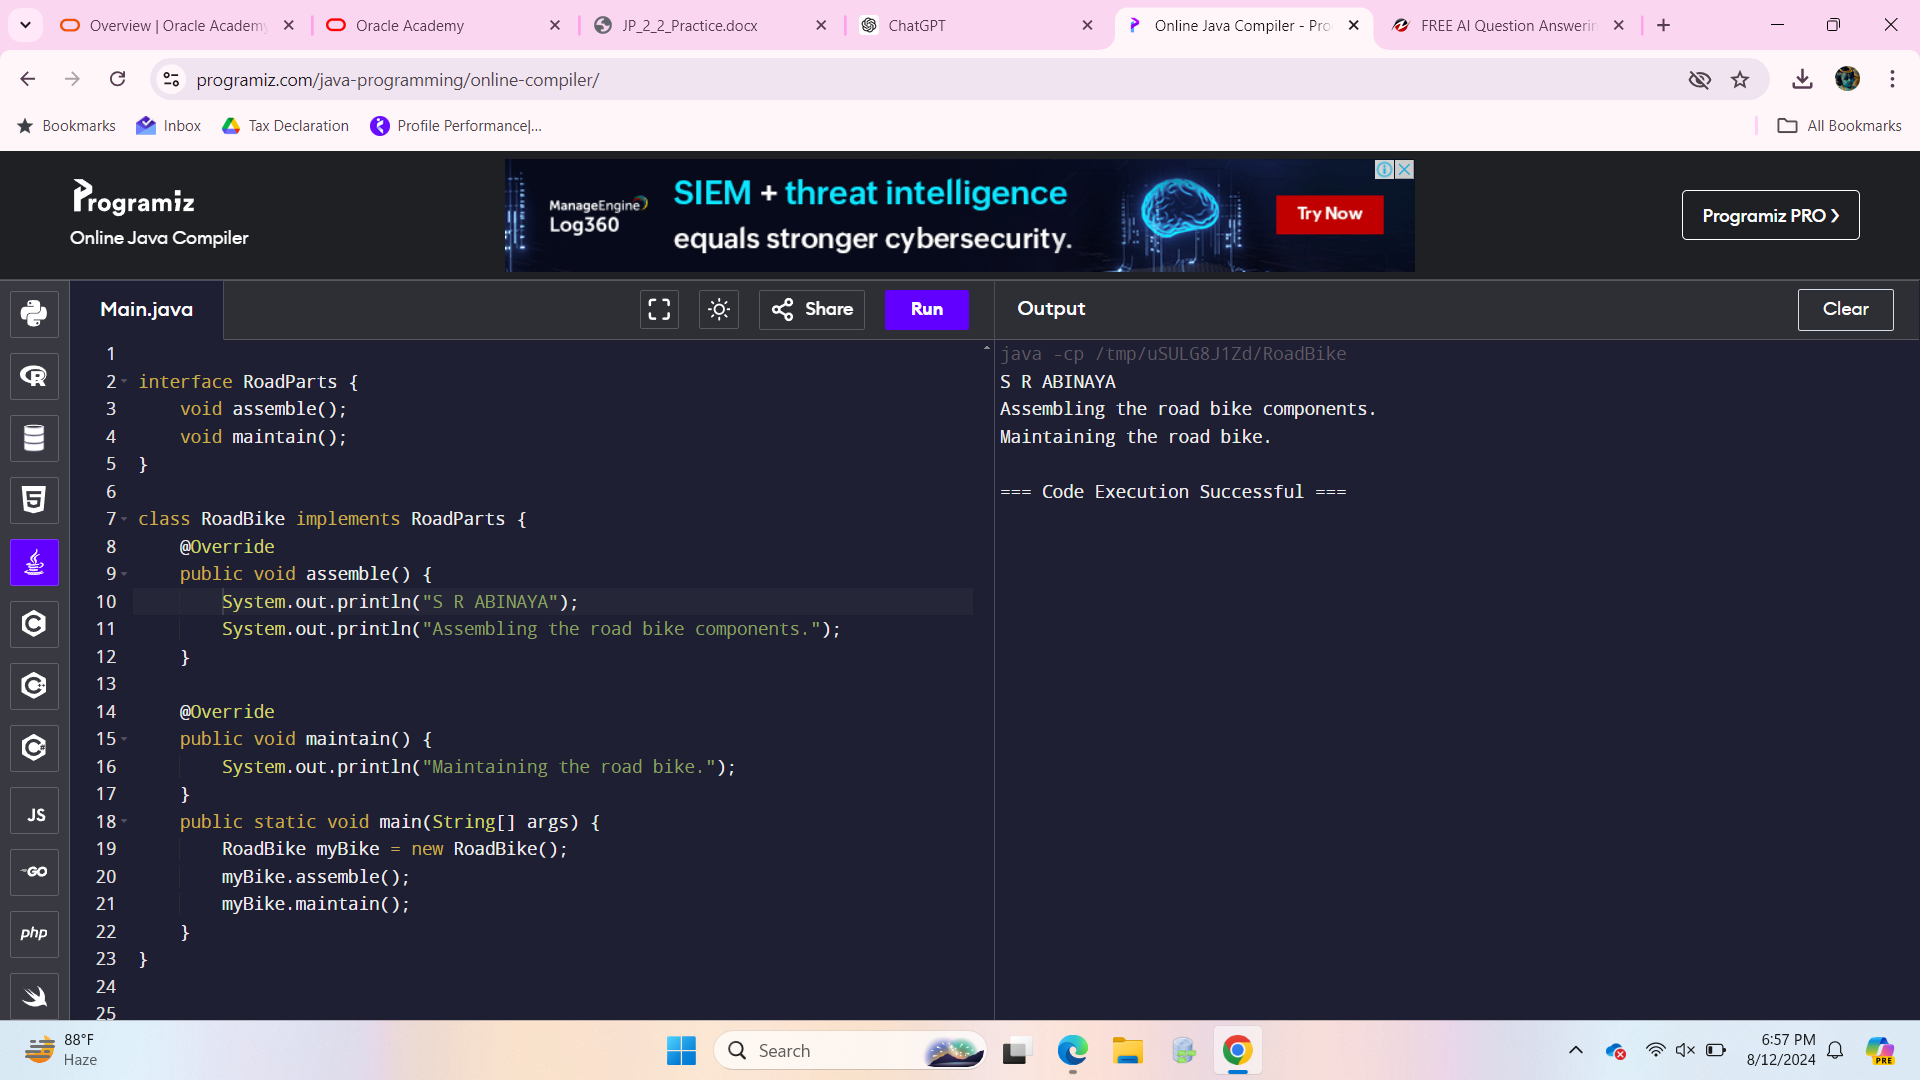 Overview | Oracle Academy
Oracle Academy
JP_2_2_Practice.docx
ChatGPT
Online Java Compiler - Pro
FREE AI Question Answerin
programiz.com/java-programming/online-compiler/
Bookmarks
Inbox
Tax Declaration
Profile Performance|...
All Bookmarks
Programiz
Online Java Compiler
ManageEngine
Log360
SIEM + threat intelligence
equals stronger cybersecurity.
Try Now
Programiz PRO ›
Main.java
Share
Run
Output
Clear
1
2 interface RoadParts {
3     void assemble();
4     void maintain();
5 }
6
7 class RoadBike implements RoadParts {
8     @Override
9     public void assemble() {
10         System.out.println("S R ABINAYA");
11         System.out.println("Assembling the road bike components.");
12     }
13
14     @Override
15     public void maintain() {
16         System.out.println("Maintaining the road bike.");
17     }
18     public static void main(String[] args) {
19         RoadBike myBike = new RoadBike();
20         myBike.assemble();
21         myBike.maintain();
22     }
23 }
24
25
java -cp /tmp/uSULG8J1Zd/RoadBike
S R ABINAYA
Assembling the road bike components.
Maintaining the road bike.
=== Code Execution Successful ===
R
5
C
C++
C#
JS
GO
php
88°F
Haze
Search
6:57 PM
8/12/2024
PRE